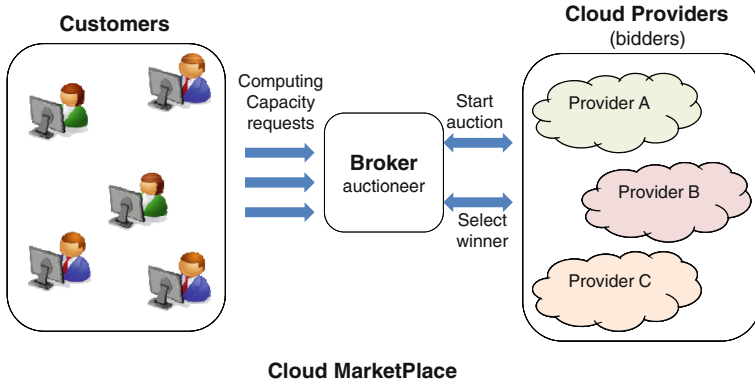 Customers
Computing
Capacity
requests
Broker
auctioneer
Start
auction
Select
winner
Cloud Providers
(bidders)
Provider A
Provider B
Provider C
Cloud MarketPlace